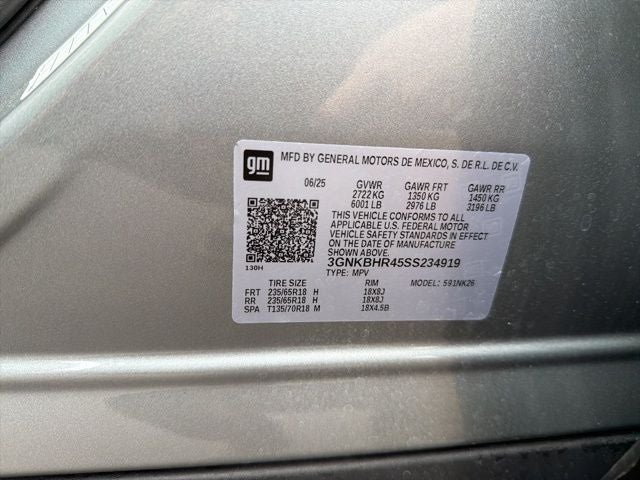 gm MFD BY GENERAL MOTORS DE MEXICO, S. DE R.L. DE C.V.
06/25 GVWR GAWR FRT GAWR RR
2722 KG 1350 KG 1450 KG
6001 LB 2976 LB 3196 LB
THIS VEHICLE CONFORMS TO ALL
APPLICABLE U.S. FEDERAL MOTOR
VEHICLE SAFETY STANDARDS IN EFFECT
ON THE DATE OF MANUFACTURE
SHOWN ABOVE.
3GNKBHR45SS234919
130H TYPE: MPV MODEL: 591NK26
TIRE SIZE RIM
FRT 235/65R18 H 18X8J
RR 235/65R18 H 18X8J
SPA T135/70R18 M 18X4.5B